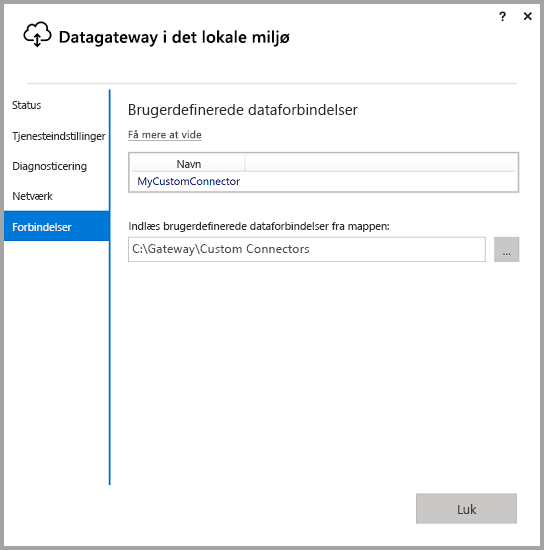 ?
Datagateway i det lokale miljø
Status
Tjenesteindstillinger
Diagnosticering
Netværk
Forbindelser
Brugerdefinerede dataforbindelser
Få mere at vide
Navn
MyCustomConnector
Indlæs brugerdefinerede dataforbindelser fra mappen:
C:\Gateway\Custom Connectors
...
Luk